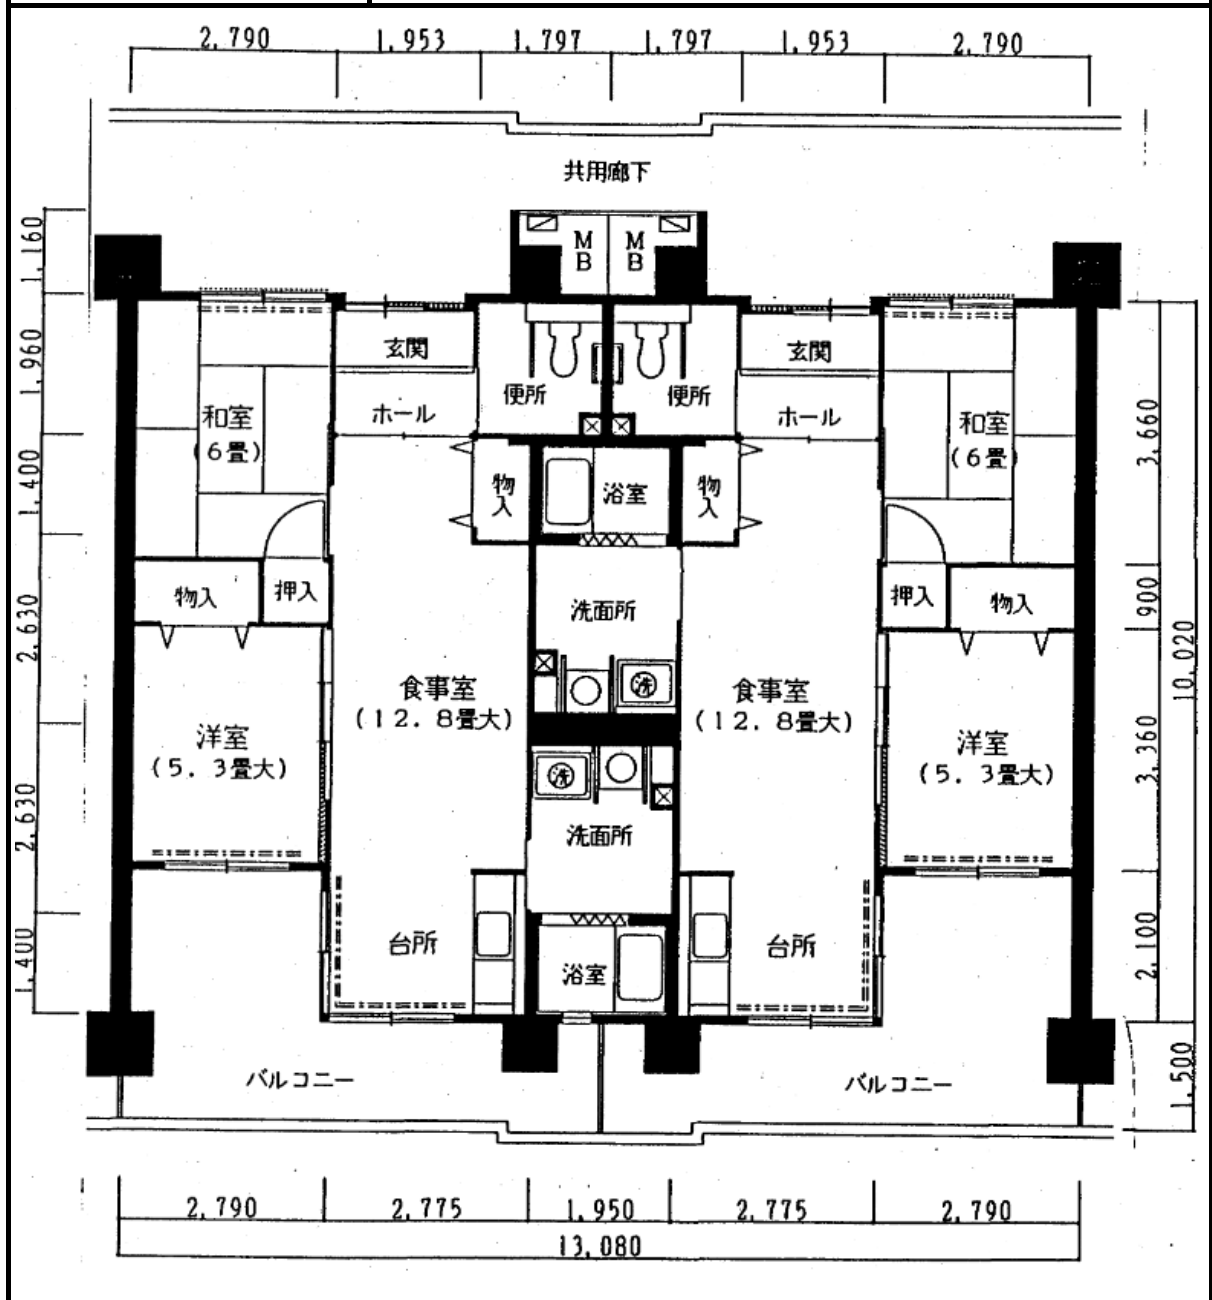 2,790 1,953 1,797 1,797 1,953 2,790
共用廊下
MB MB
1,160
1,960
1,400
2,630
2,630
1,400
玄関 玄関
便所 便所
ホール ホール
和室 和室
(6畳) (6畳)
物入 浴室 物入
物入 押入 洗面所 押入 物入
食事室 洗 食事室
(12.8畳大) (12.8畳大)
洋室 洋室
(5.3畳大) (5.3畳大)
洗
洗面所
台所 台所
浴室
バルコニー バルコニー
3,660
900
3,360
2,100
10,020
1,500
2,790 2,775 1,950 2,775 2,790
13,080